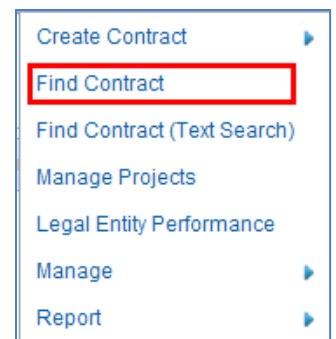 Create Contract
Find Contract
Find Contract (Text Search)
Manage Projects
Legal Entity Performance
Manage
Report